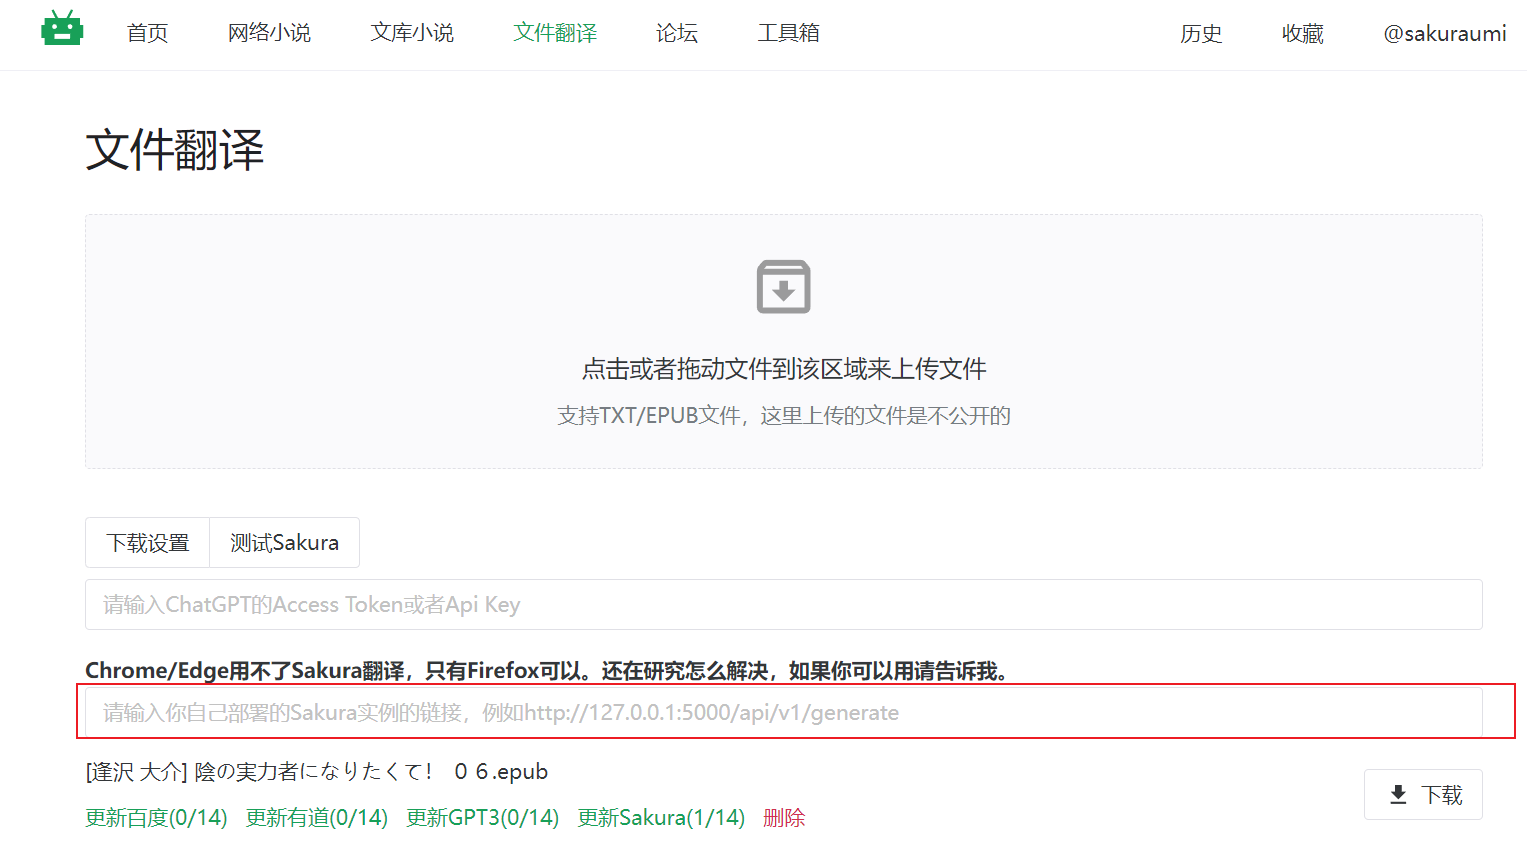 首页 网络小说 文库小说 文件翻译 论坛 工具箱 历史 收藏 @sakuraumi
文件翻译
点击或者拖动文件到该区域来上传文件
支持TXT/EPUB文件，这里上传的文件是不公开的
下载设置 测试Sakura
请输入ChatGPT的Access Token或者Api Key
Chrome/Edge用不了Sakura翻译，只有Firefox可以。还在研究怎么解决，如果你可以用请告诉我。
请输入你自己部署的Sakura实例的链接，例如http://127.0.0.1:5000/api/v1/generate
[逢沢 大介] 陰の実力者になりたくて！ ０６.epub
更新百度(0/14) 更新有道(0/14) 更新GPT3(0/14) 更新Sakura(1/14) 删除
下载